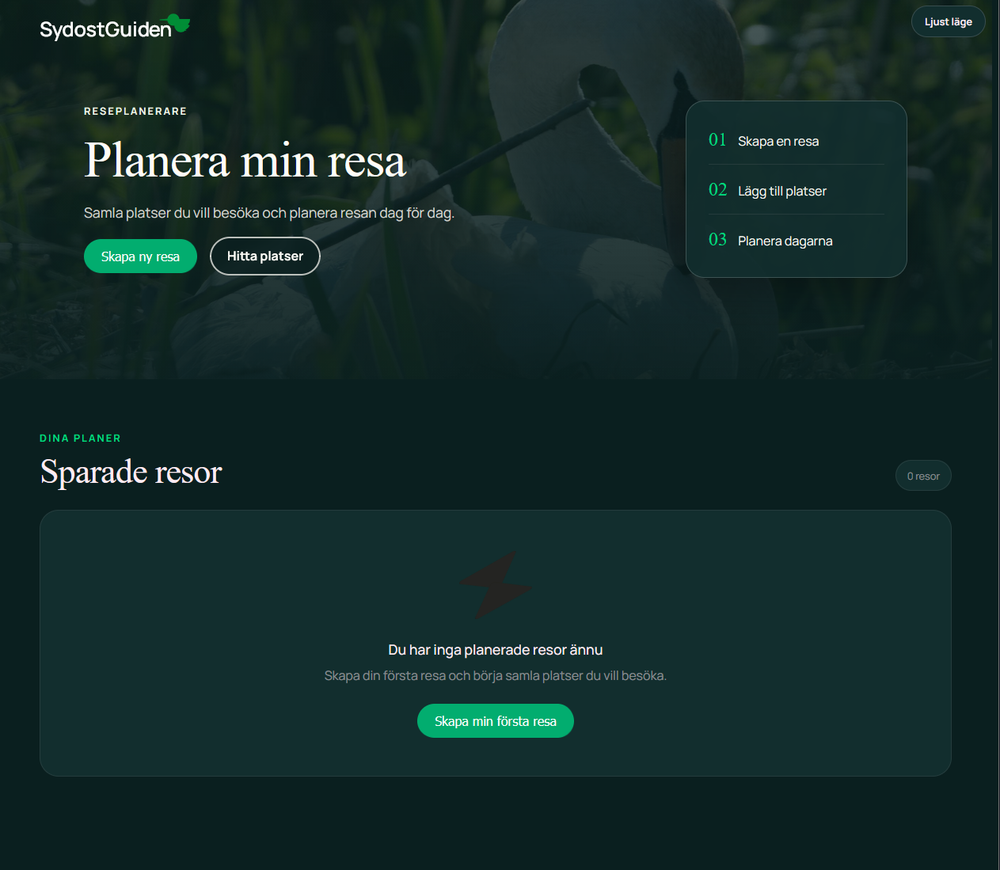 SydostGuiden
Ljust läge
RESEPLANERARE
Planera min resa
Samla platser du vill besöka och planera resan dag för dag.
Skapa ny resa
Hitta platser
01 Skapa en resa
02 Lägg till platser
03 Planera dagarna
DINA PLANER
Sparade resor
0 resor
Du har inga planerade resor ännu
Skapa din första resa och börja samla platser du vill besöka.
Skapa min första resa